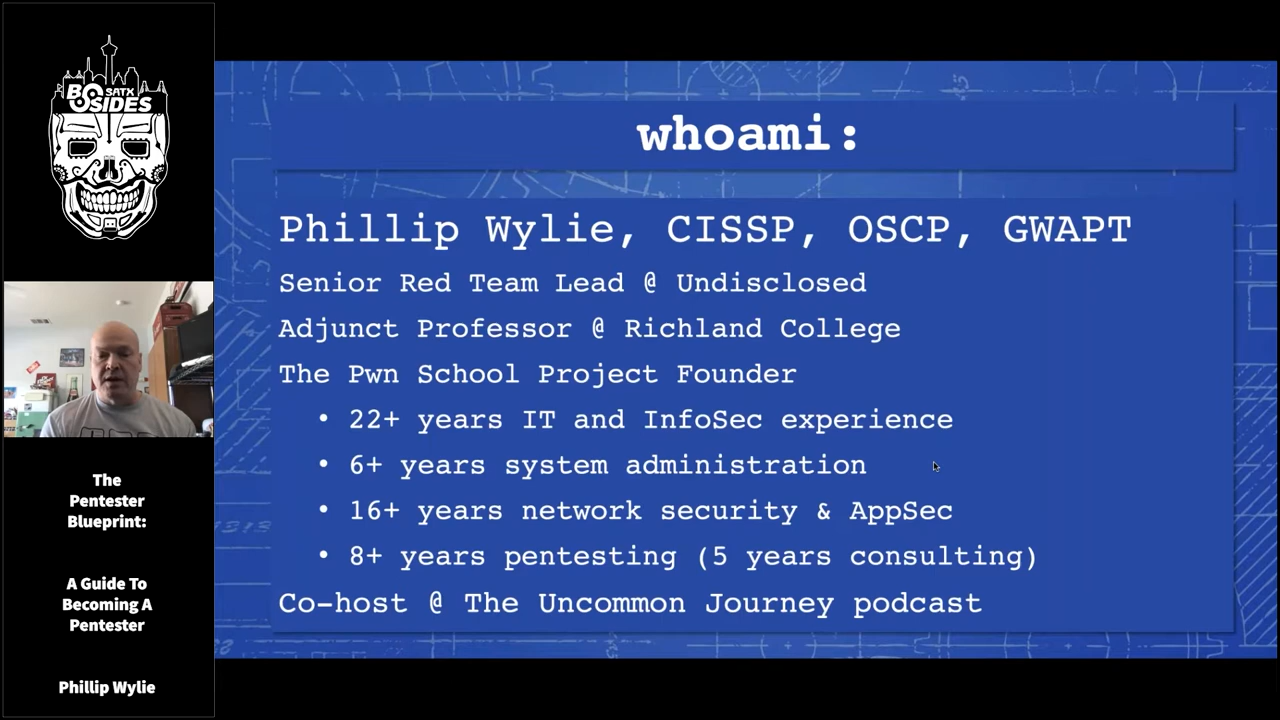 BSIDES
SATX
The
Pentester
Blueprint:
A Guide To
Becoming A
Pentester
Phillip Wylie
whoami:
Phillip Wylie, CISSP, OSCP, GWAPT
Senior Red Team Lead @ Undisclosed
Adjunct Professor @ Richland College
The Pwn School Project Founder
• 22+ years IT and InfoSec experience
• 6+ years system administration
• 16+ years network security & AppSec
• 8+ years pentesting (5 years consulting)
Co-host @ The Uncommon Journey podcast